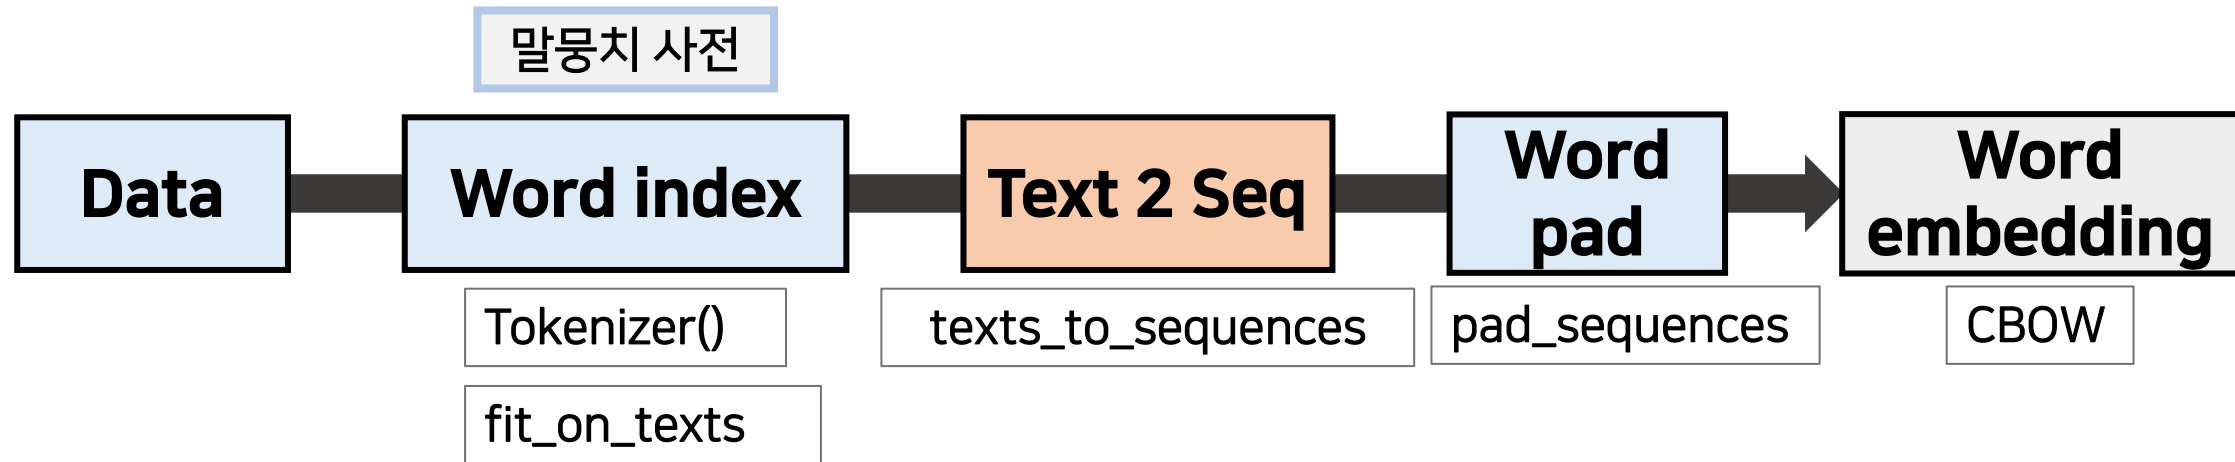 말뭉치 사전
Data
Word index
Text 2 Seq
Word
pad
Word
embedding
Tokenizer()
texts_to_sequences
pad_sequences
CBOW
fit_on_texts